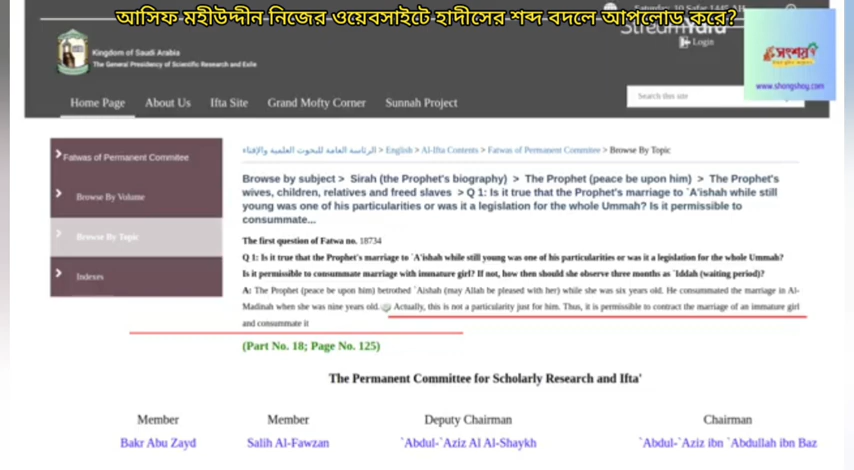 আসিফ মহীউদ্দীন নিজের ওয়েবসাইটে হাদীসের শব্দ বদলে আপলোড করে?
Kingdom of Saudi Arabia
The General Presidency of Scholarly Research and Ifta
StreamYard
Login
সংশয়
www.shongshoy.com
Home Page About Us Ifta Site Grand Mofty Corner Sunnah Project
Search this site
Fatwas of Permanent Commitee
Browse By Volume
Browse By Topic
Indexes
الرئاسة العامة للبحوث العلمية والإفتاء > English > Al-Ifta Contents > Fatwas of Permanent Committee > Browse By Topic
Browse by subject > Sirah (the Prophet's biography) > The Prophet (peace be upon him) > The Prophet's
wives, children, relatives and freed slaves > Q 1: Is it true that the Prophet's marriage to `A'ishah while still
young was one of his particularities or was it a legislation for the whole Ummah? Is it permissible to
consummate...
The first question of Fatwa no. 18734
Q 1: Is it true that the Prophet's marriage to `A'ishah while still young was one of his particularities or was it a legislation for the whole Ummah?
Is it permissible to consummate marriage with immature girl? If not, how then should she observe three months as `Iddah (waiting period)?
A: The Prophet (peace be upon him) betrothed `Aishah (may Allah be pleased with her) while she was six years old. He consummated the marriage in Al-
Madinah when she was nine years old. Actually, this is not a particularity just for him. Thus, it is permissible to contract the marriage of an immature girl
and consummate it
(Part No. 18; Page No. 125)
The Permanent Committee for Scholarly Research and Ifta'
Member Member Deputy Chairman Chairman
Bakr Abu Zayd Salih Al-Fawzan `Abdul-`Aziz Al Al-Shaykh `Abdul-`Aziz ibn `Abdullah ibn Baz